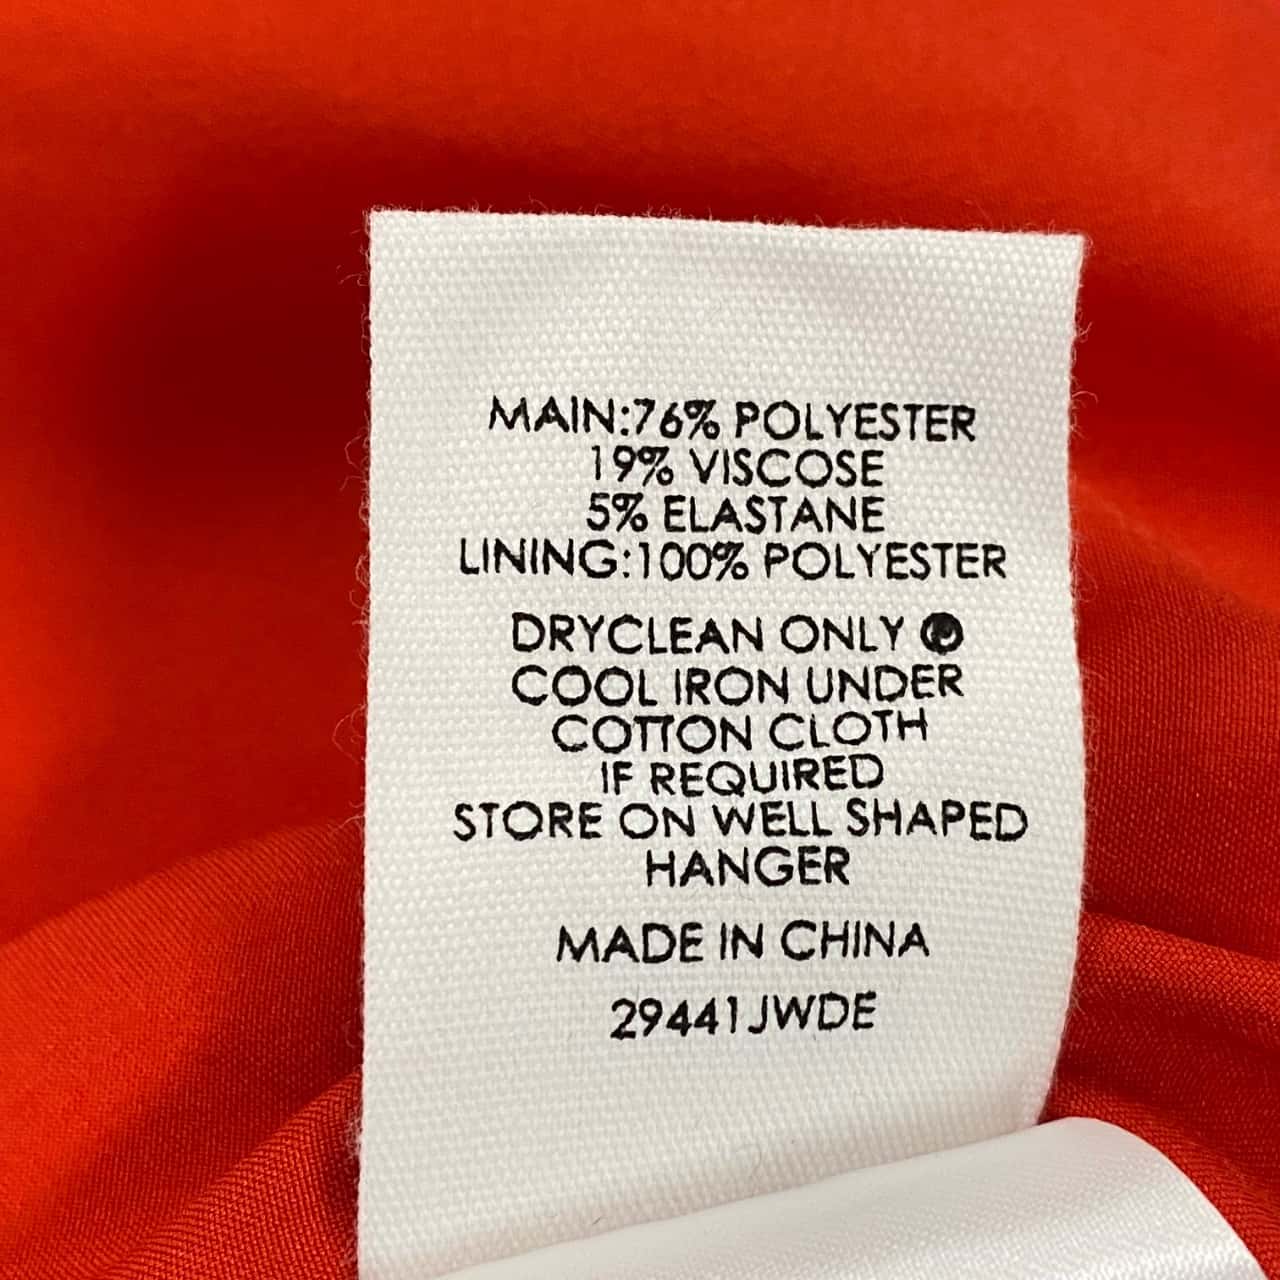 MAIN:76% POLYESTER
19% VISCOSE
5% ELASTANE
LINING:100% POLYESTER
DRYCLEAN ONLY Ⓟ
COOL IRON UNDER
COTTON CLOTH
IF REQUIRED
STORE ON WELL SHAPED
HANGER
MADE IN CHINA
29441JWDE